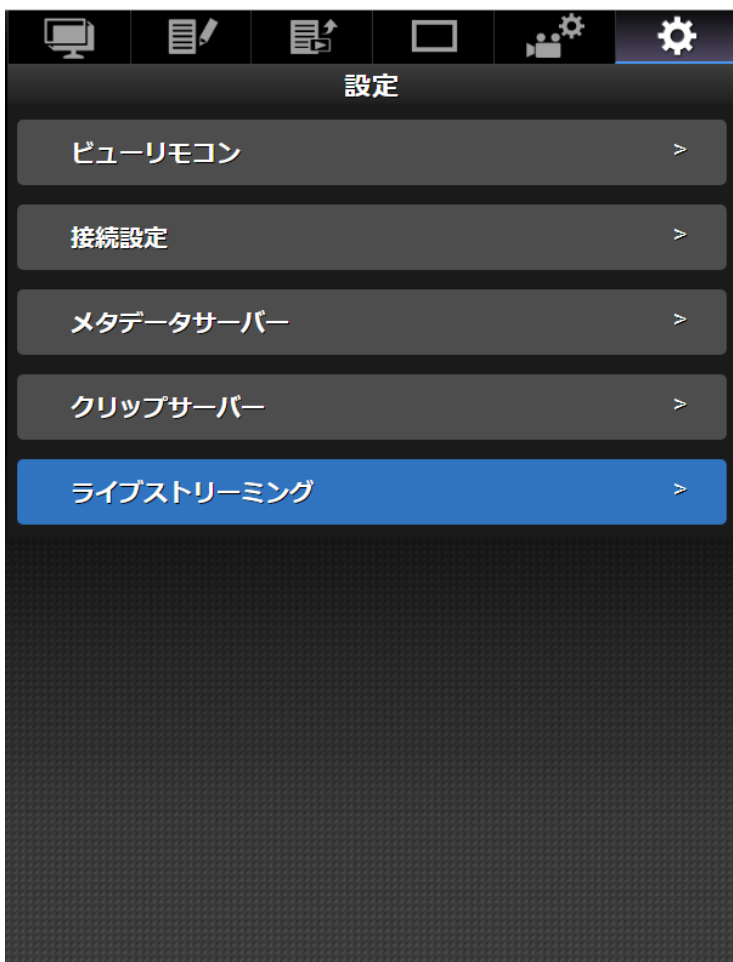 設定
ビューリモコン >
接続設定 >
メタデータサーバー >
クリップサーバー >
ライブストリーミング >